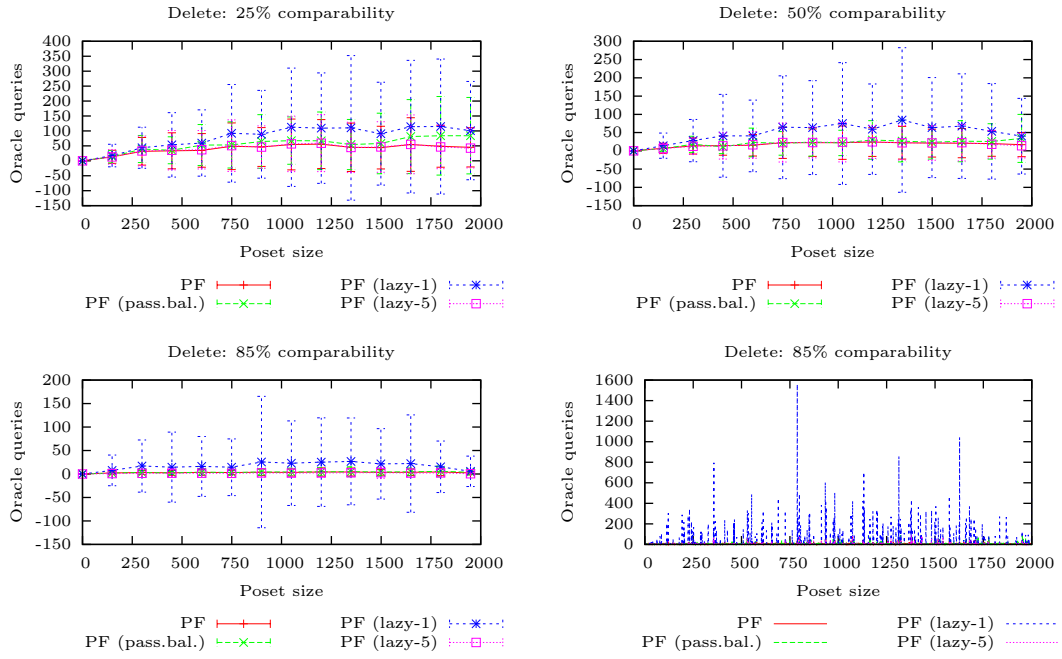 Delete: 25% comparability
Oracle queries
400
350
300
250
200
150
100
50
0
-50
-100
-150
0 250 500 750 1000 1250 1500 1750 2000
Poset size
PF PF (lazy-1)
PF (pass.bal.) PF (lazy-5)
Delete: 50% comparability
Oracle queries
300
250
200
150
100
50
0
-50
-100
-150
0 250 500 750 1000 1250 1500 1750 2000
Poset size
PF PF (lazy-1)
PF (pass.bal.) PF (lazy-5)
Delete: 85% comparability
Oracle queries
200
150
100
50
0
-50
-100
-150
0 250 500 750 1000 1250 1500 1750 2000
Poset size
PF PF (lazy-1)
PF (pass.bal.) PF (lazy-5)
Delete: 85% comparability
Oracle queries
1600
1400
1200
1000
800
600
400
200
0
0 250 500 750 1000 1250 1500 1750 2000
Poset size
PF PF (lazy-1)
PF (pass.bal.) PF (lazy-5)